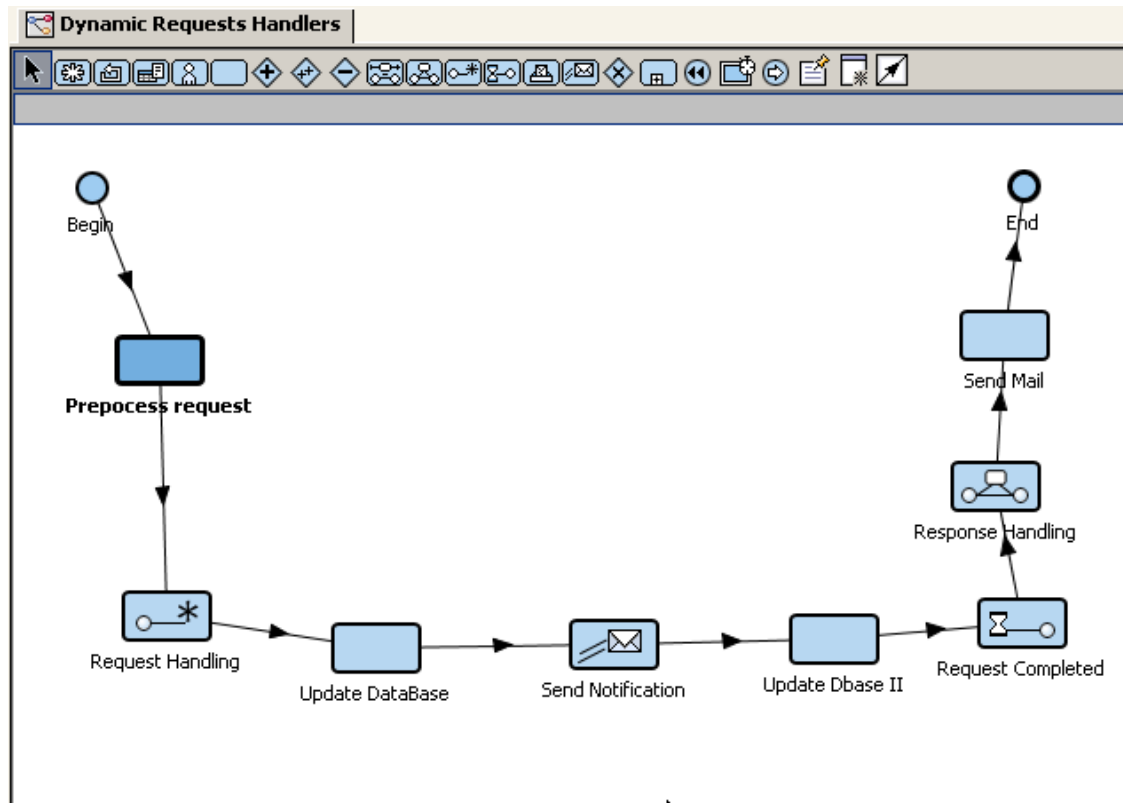 Dynamic Requests Handlers
Begin
End
Prepocess request
Send Mail
Response Handling
Request Handling
Update DataBase
Send Notification
Update Dbase II
Request Completed